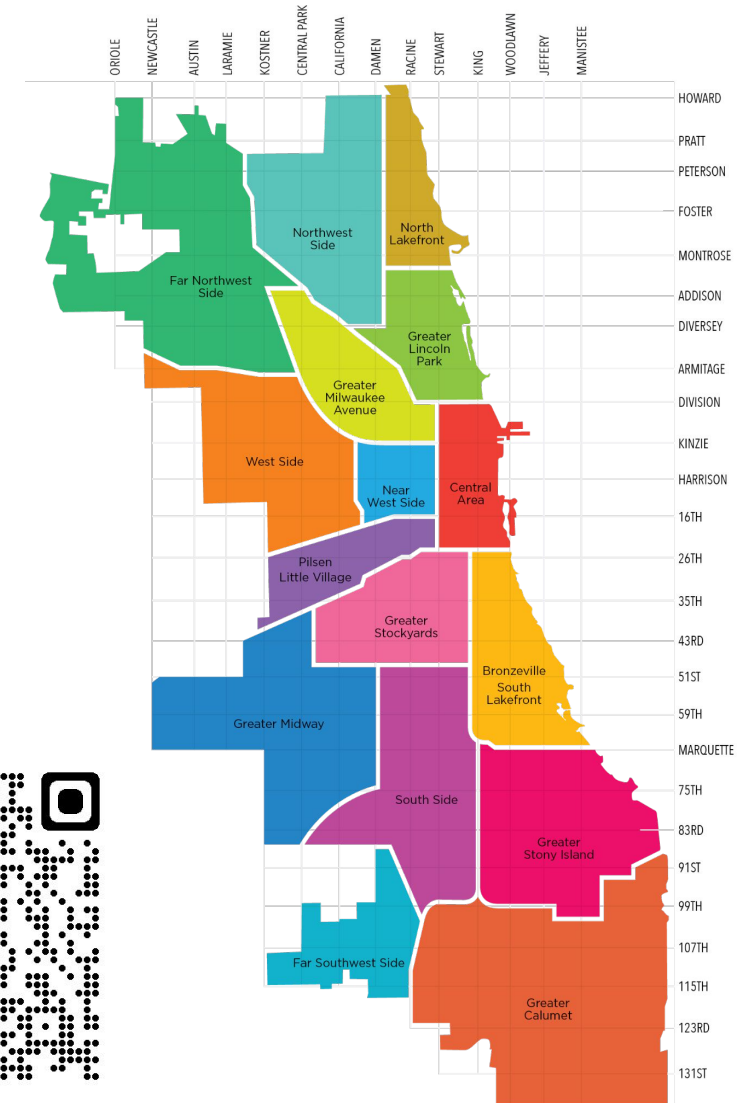 ORIOLE
NEWCASTLE
AUSTIN
LARAMIE
KOSTNER
CENTRAL PARK
CALIFORNIA
DAMEN
RACINE
STEWART
KING
WOODLAWN
JEFFERY
MANISTEE
HOWARD
PRATT
PETERSON
FOSTER
MONTROSE
ADDISON
DIVERSEY
ARMITAGE
DIVISION
KINZIE
HARRISON
16TH
26TH
35TH
43RD
51ST
59TH
MARQUETTE
75TH
83RD
91ST
99TH
107TH
115TH
123RD
131ST
North
Lakefront
Northwest
Side
Far Northwest
Side
Greater
Lincoln
Park
Greater
Milwaukee
Avenue
West Side
Near
West Side
Central
Area
Pilsen
Little Village
Greater
Stockyards
Bronzeville
South
Lakefront
Greater Midway
South Side
Greater
Stony Island
Far Southwest Side
Greater
Calumet